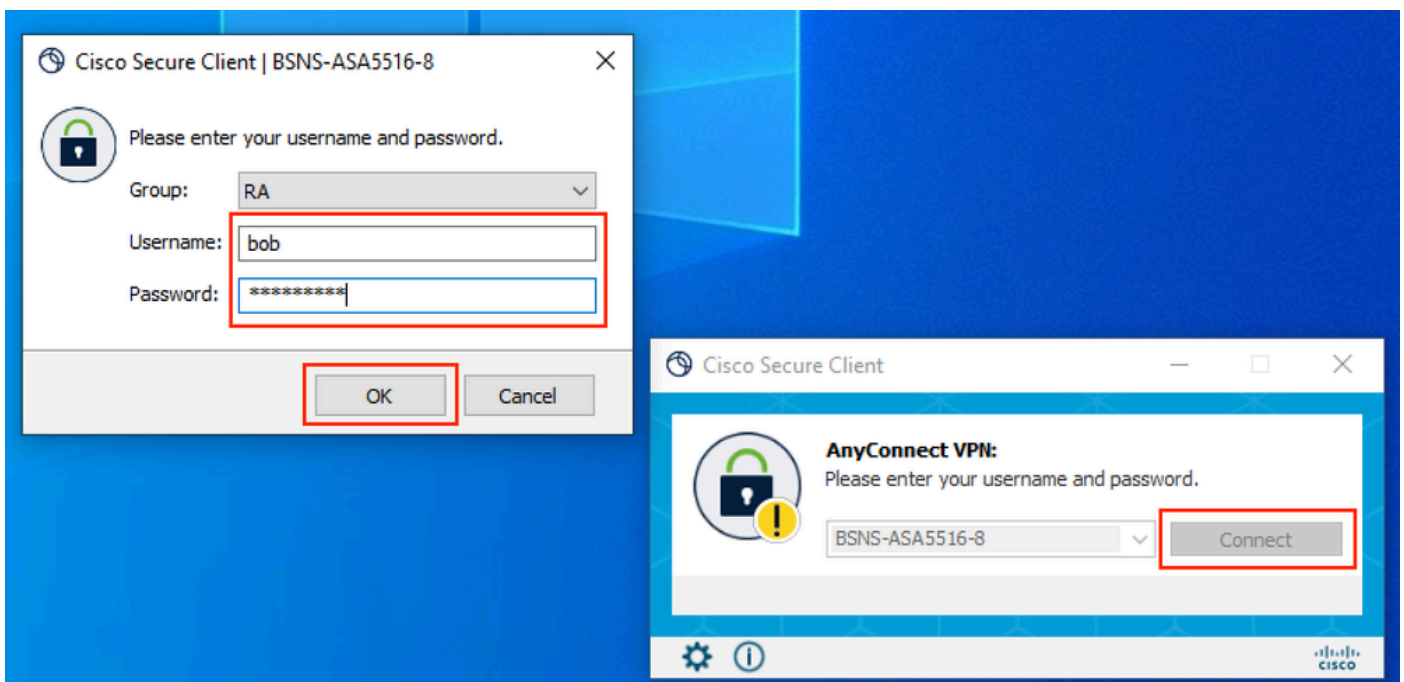 Cisco Secure Client | BSNS-ASA5516-8
Please enter your username and password.
Group: RA
Username: bob
Password: *********
OK Cancel
Cisco Secure Client
AnyConnect VPN:
Please enter your username and password.
BSNS-ASA5516-8 Connect
CISCO